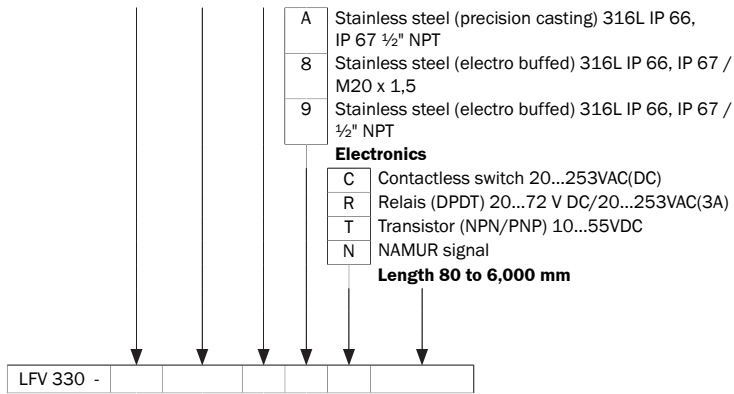 A Stainless steel (precision casting) 316L IP 66,
IP 67 ½" NPT
8 Stainless steel (electro buffed) 316L IP 66, IP 67 /
M20 x 1,5
9 Stainless steel (electro buffed) 316L IP 66, IP 67 /
½" NPT
Electronics
C Contactless switch 20...253VAC(DC)
R Relais (DPDT) 20...72 V DC/20...253VAC(3A)
T Transistor (NPN/PNP) 10...55VDC
N NAMUR signal
Length 80 to 6,000 mm
LFV 330 -